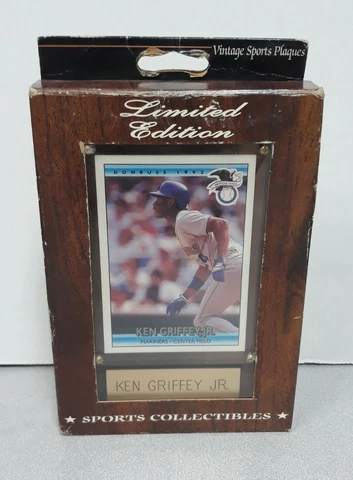 Vintage Sports Plaques
Limited
Edition
DONRUSS 1992
KEN GRIFFEY JR.
MARINERS • CENTER FIELD
KEN GRIFFEY JR.
★ SPORTS COLLECTIBLES ★